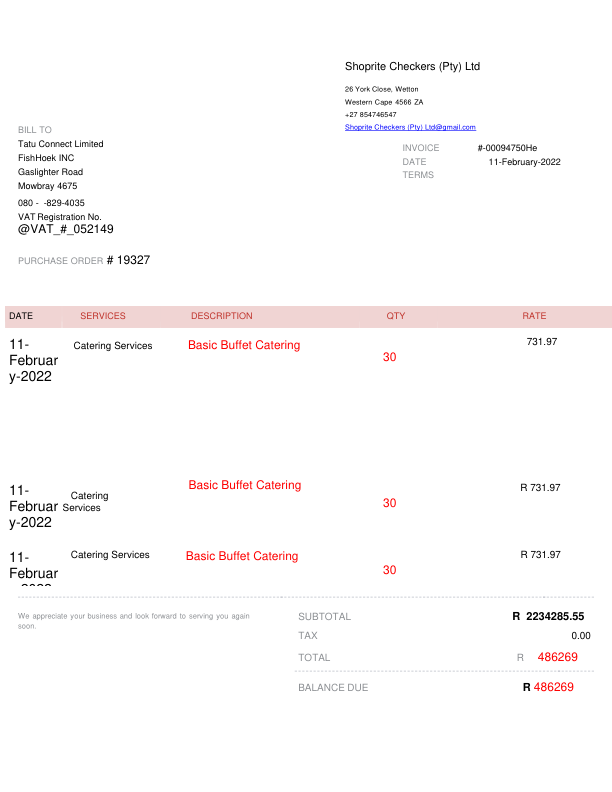 Shoprite Checkers (Pty) Ltd
26 York Close, Wetton
Western Cape 4566 ZA
+27 854746547
Shoprite Checkers (Pty) Ltd@gmail.com
BILL TO
Tatu Connect Limited
FishHoek INC
Gaslighter Road
Mowbray 4675
080 -  -829-4035
VAT Registration No.
@VAT_#_052149
INVOICE #-00094750He
DATE 11-February-2022
TERMS
PURCHASE ORDER # 19327
DATE SERVICES DESCRIPTION QTY RATE
11- Catering Services Basic Buffet Catering 731.97
Februar 30
y-2022
11- Catering Basic Buffet Catering R 731.97
Februar Services 30
y-2022
11- Catering Services Basic Buffet Catering R 731.97
Februar 30
We appreciate your business and look forward to serving you again
soon.
SUBTOTAL R 2234285.55
TAX 0.00
TOTAL R 486269
BALANCE DUE R 486269